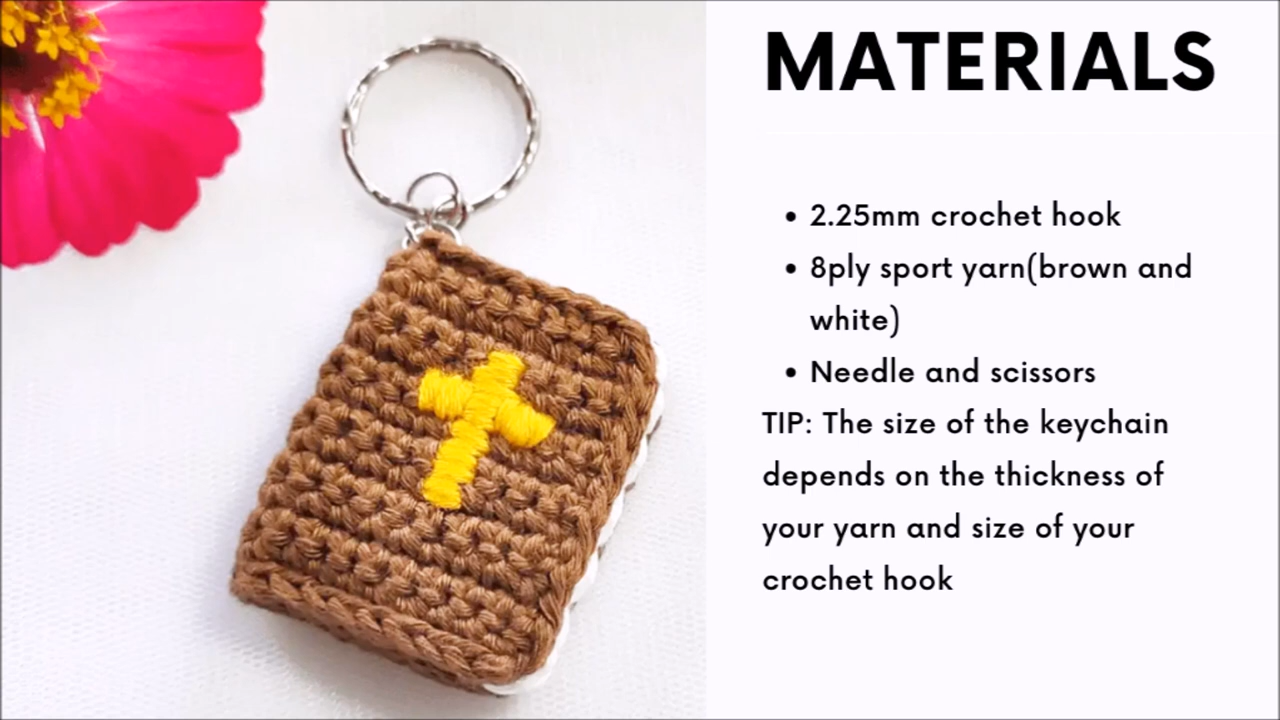 MATERIALS
• 2.25mm crochet hook
• 8ply sport yarn(brown and
white)
• Needle and scissors
TIP: The size of the keychain
depends on the thickness of
your yarn and size of your
crochet hook